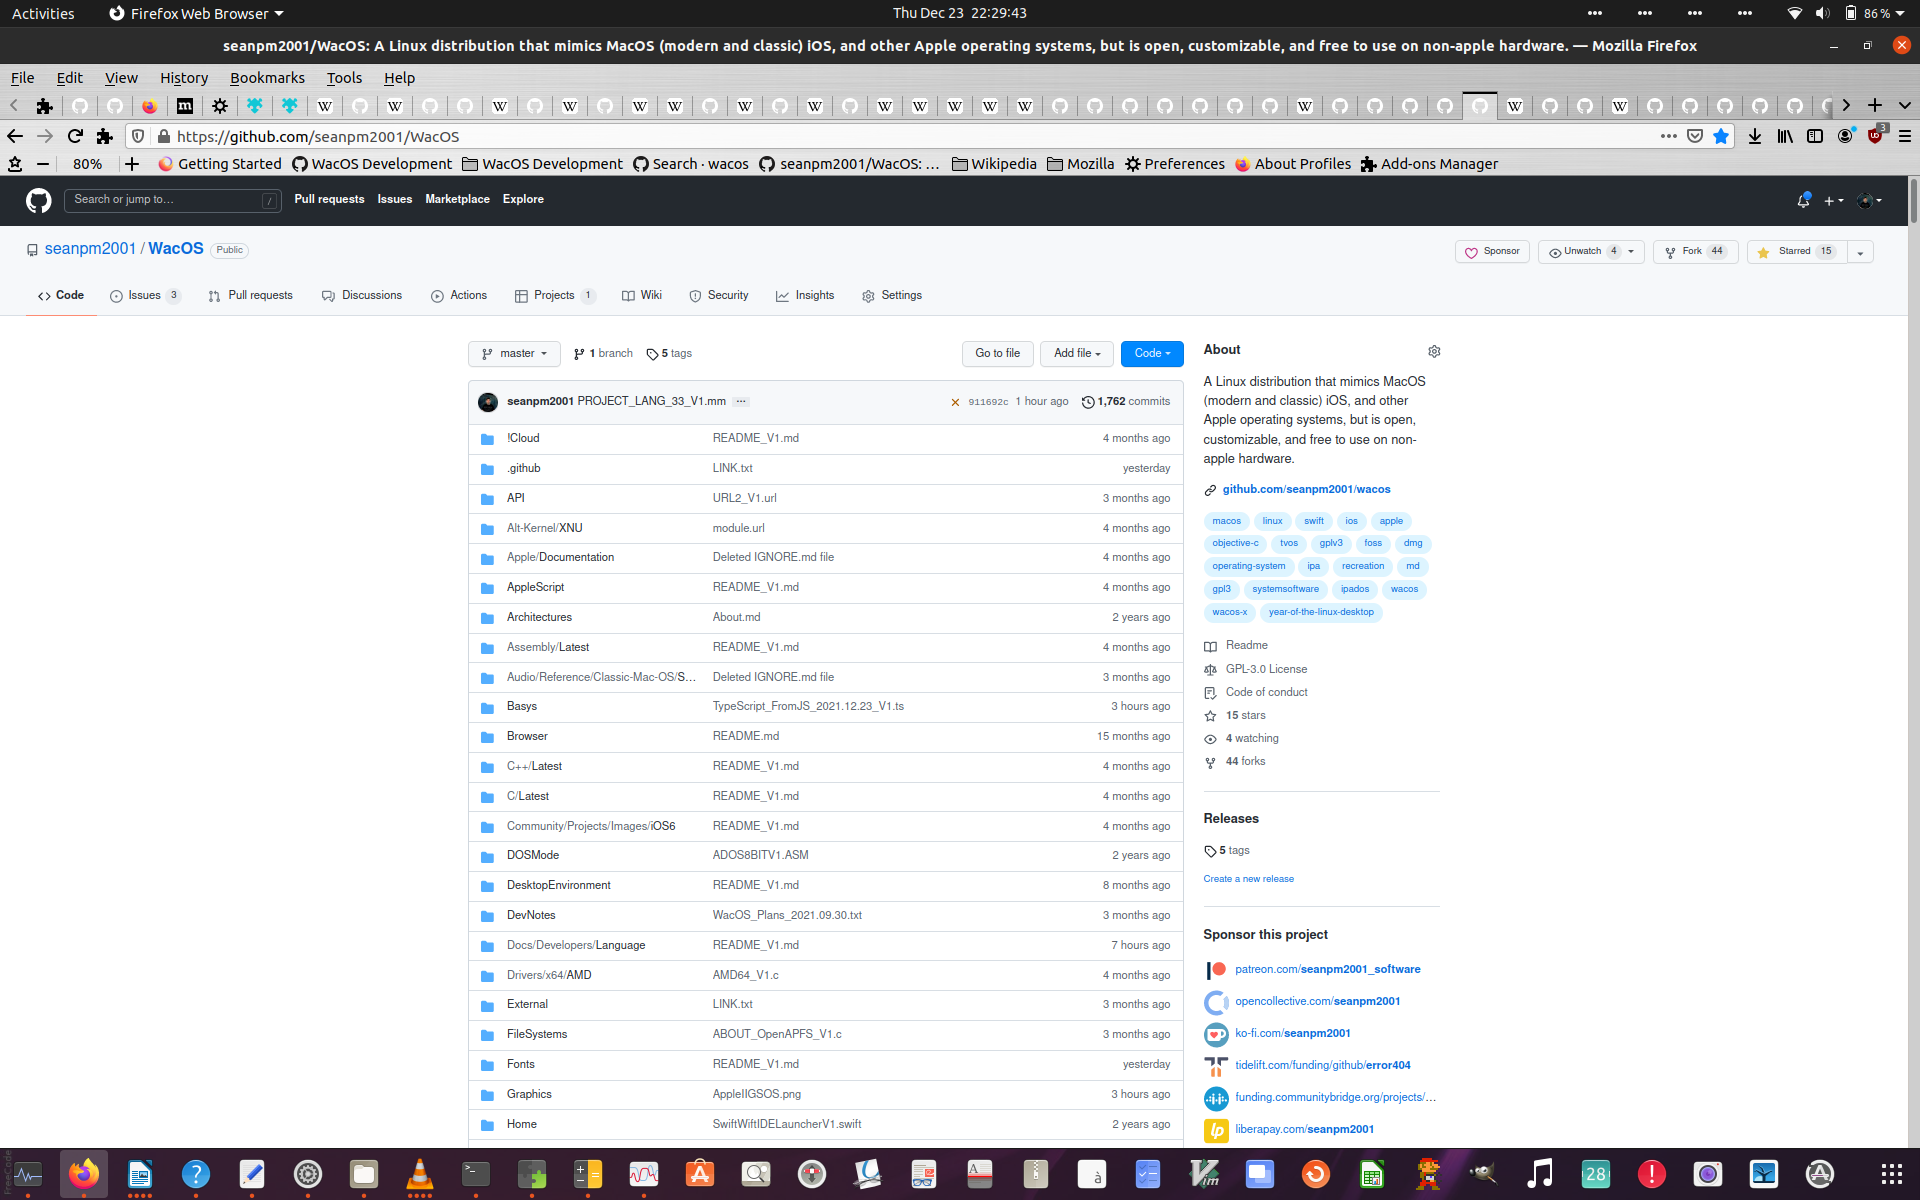 Activities Firefox Web Browser Thu Dec 23 22:29:43 86 %
seanpm2001/WacOS: A Linux distribution that mimics MacOS (modern and classic) iOS, and other Apple operating systems, but is open, customizable, and free to use on non-apple hardware. — Mozilla Firefox
File Edit View History Bookmarks Tools Help
https://github.com/seanpm2001/WacOS 3
80% Getting Started WacOS Development WacOS Development Search · wacos seanpm2001/WacOS: ... Wikipedia Mozilla Preferences About Profiles Add-ons Manager
Search or jump to... / Pull requests Issues Marketplace Explore
seanpm2001 / WacOS Public Sponsor Unwatch 4 Fork 44 Starred 15
Code Issues 3 Pull requests Discussions Actions Projects 1 Wiki Security Insights Settings
master 1 branch 5 tags Go to file Add file Code
seanpm2001 PROJECT_LANG_33_V1.mm ... 911692c 1 hour ago 1,762 commits
!Cloud README_V1.md 4 months ago
.github LINK.txt yesterday
API URL2_V1.url 3 months ago
Alt-Kernel/XNU module.url 4 months ago
Apple/Documentation Deleted IGNORE.md file 4 months ago
AppleScript README_V1.md 4 months ago
Architectures About.md 2 years ago
Assembly/Latest README_V1.md 4 months ago
Audio/Reference/Classic-Mac-OS/S... Deleted IGNORE.md file 3 months ago
Basys TypeScript_FromJS_2021.12.23_V1.ts 3 hours ago
Browser README.md 15 months ago
C++/Latest README_V1.md 4 months ago
C/Latest README_V1.md 4 months ago
Community/Projects/Images/iOS6 README_V1.md 4 months ago
DOSMode ADOS8BITV1.ASM 2 years ago
DesktopEnvironment README_V1.md 8 months ago
DevNotes WacOS_Plans_2021.09.30.txt 3 months ago
Docs/Developers/Language README_V1.md 7 hours ago
Drivers/x64/AMD AMD64_V1.c 4 months ago
External LINK.txt 3 months ago
FileSystems ABOUT_OpenAPFS_V1.c 3 months ago
Fonts README_V1.md yesterday
Graphics AppleIIGSOS.png 3 hours ago
Home SwiftWiftIDELauncherV1.swift 2 years ago
About
A Linux distribution that mimics MacOS
(modern and classic) iOS, and other
Apple operating systems, but is open,
customizable, and free to use on non-
apple hardware.
github.com/seanpm2001/wacos
macos linux swift ios apple
objective-c tvos gplv3 foss dmg
operating-system ipa recreation md
gpl3 systemsoftware ipados wacos
wacos-x year-of-the-linux-desktop
Readme
GPL-3.0 License
Code of conduct
15 stars
4 watching
44 forks
Releases
5 tags
Create a new release
Sponsor this project
patreon.com/seanpm2001_software
opencollective.com/seanpm2001
ko-fi.com/seanpm2001
tidelift.com/funding/github/error404
funding.communitybridge.org/projects/...
lp liberapay.com/seanpm2001
28